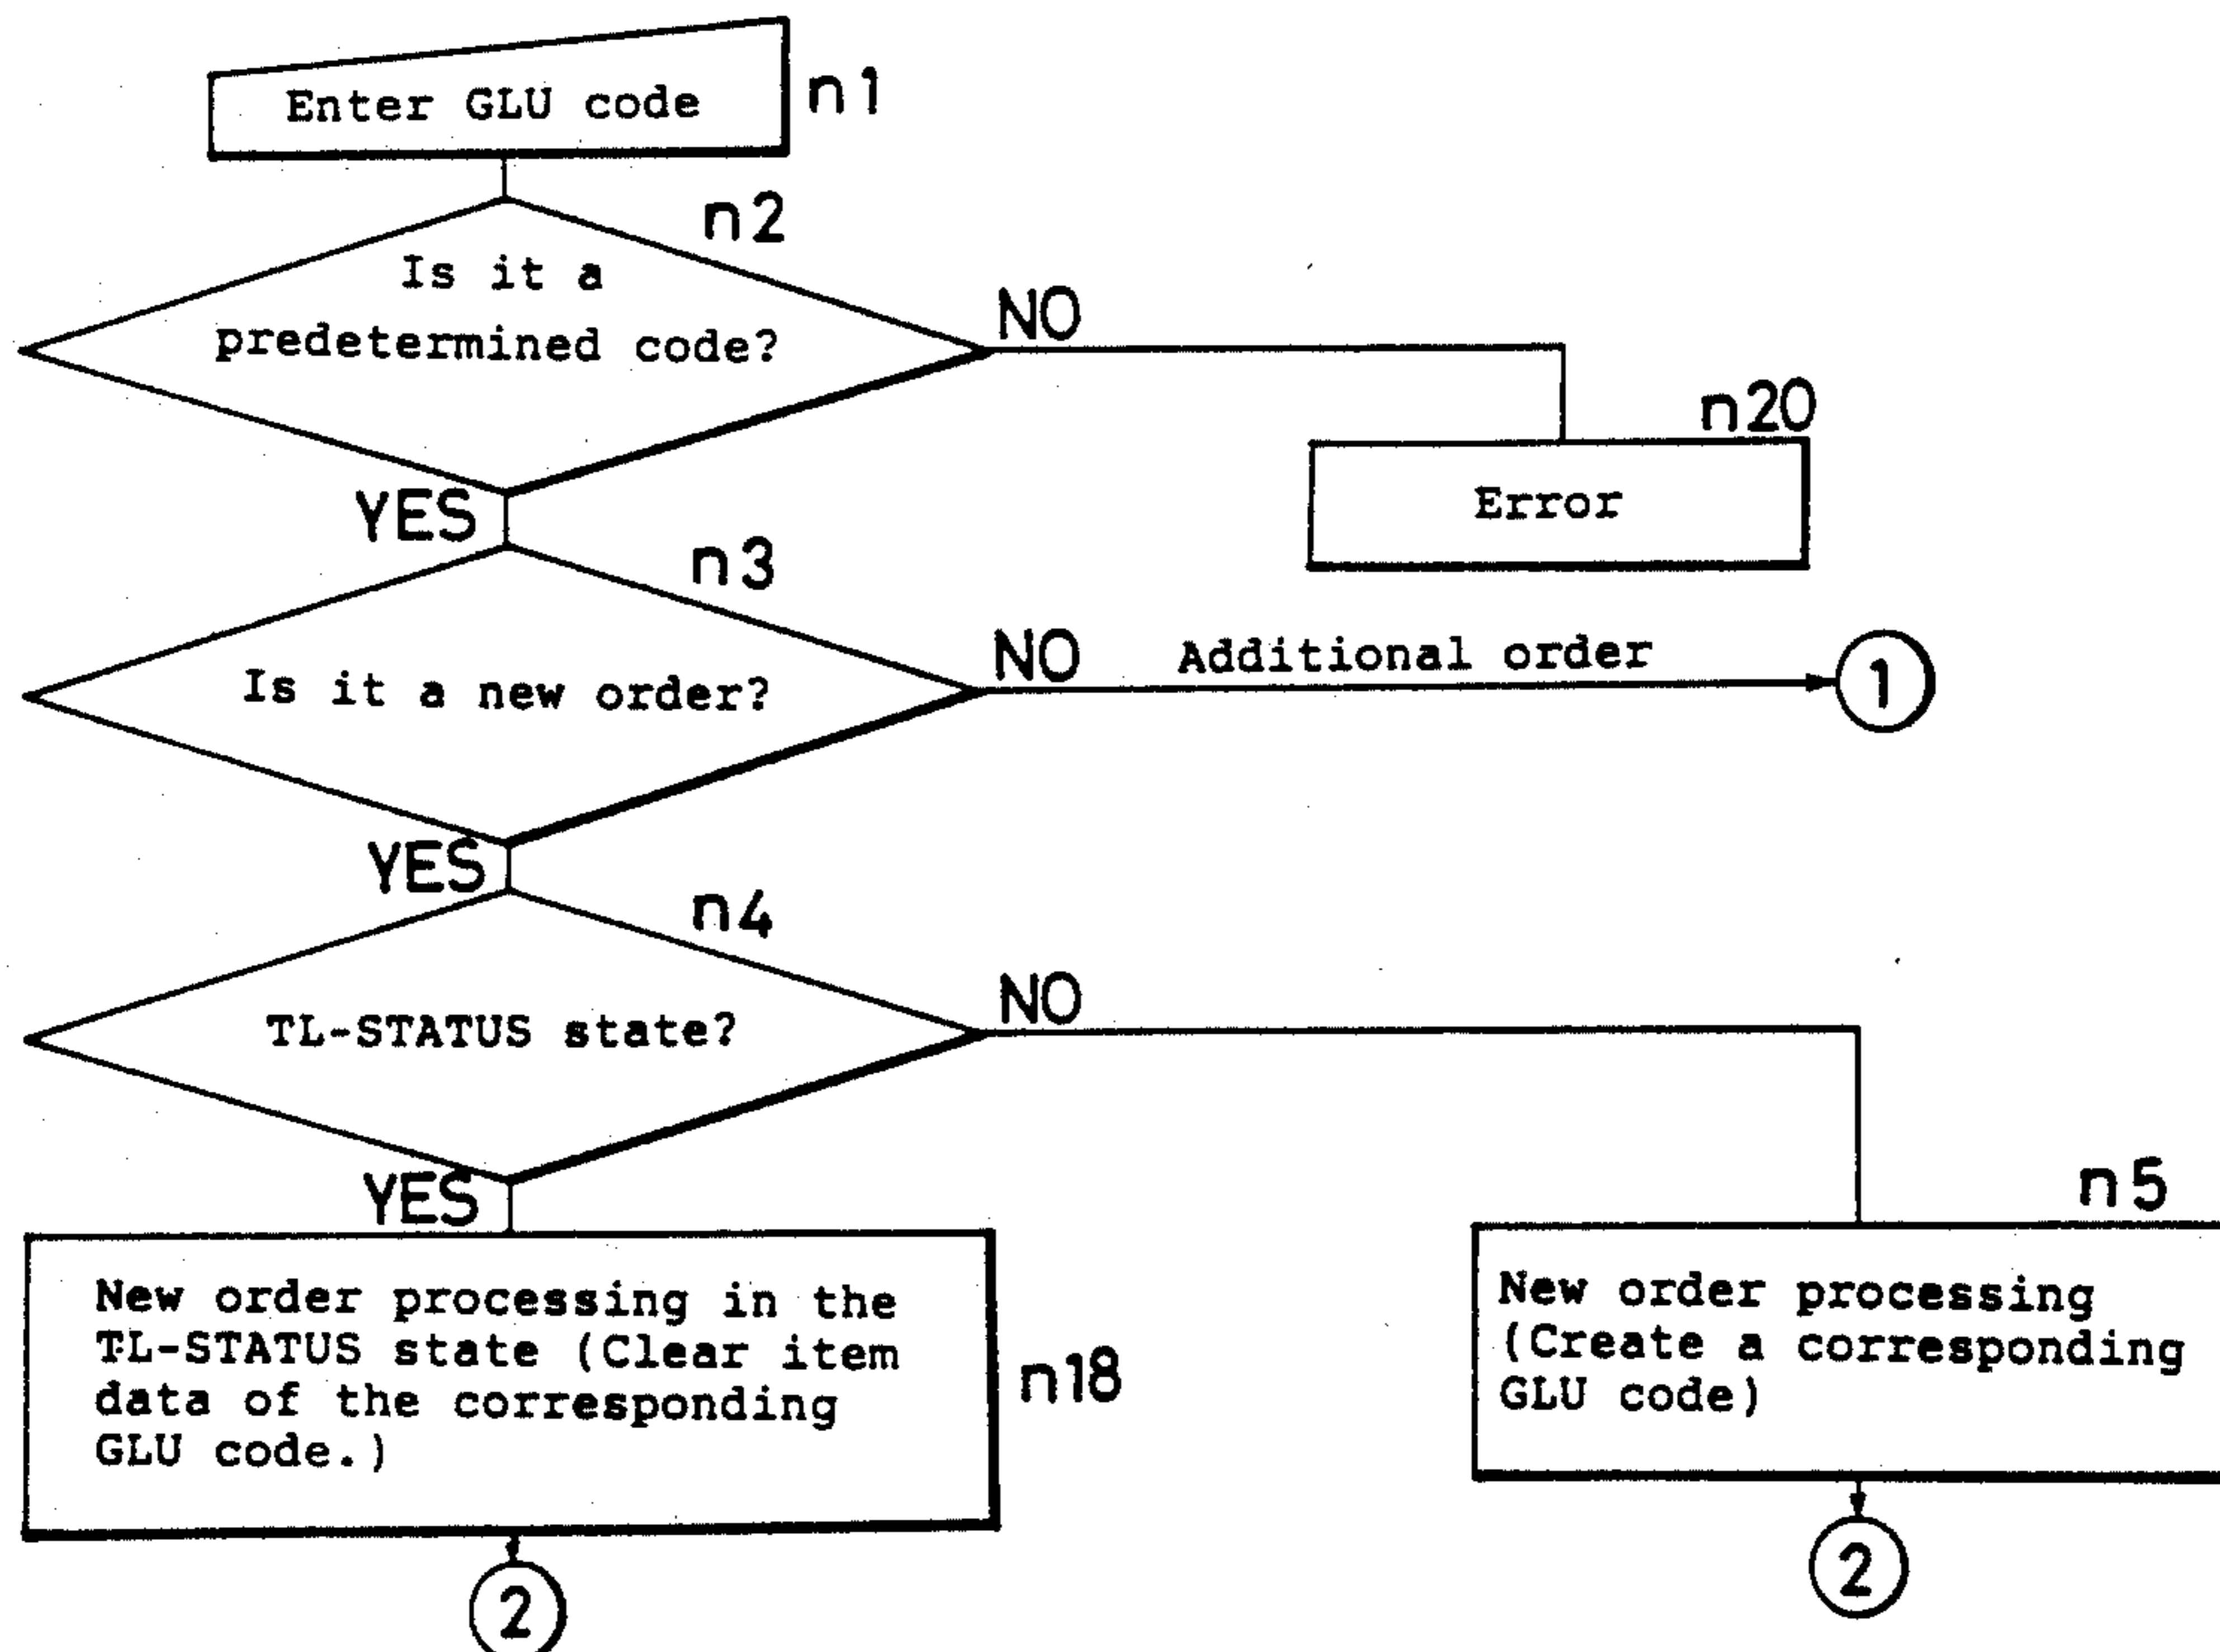 Enter GLU code
n1
n2
Is it a
predetermined code?
NO
n20
Error
YES
n3
Is it a new order?
NO
Additional order
1
YES
n4
TL-STATUS state?
NO
YES
n5
New order processing in the
TL-STATUS state (Clear item
data of the corresponding
GLU code.)
n18
New order processing
(Create a corresponding
GLU code)
2
2